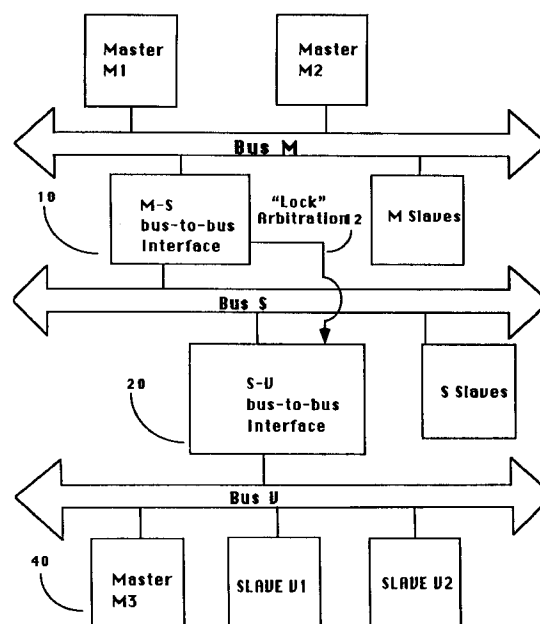 Master
M1
Master
M2
Bus M
10
M-S
bus-to-bus
Interface
"Lock"
Arbitration
12
M Slaves
Bus S
20
S-V
bus-to-bus
Interface
S Slaves
Bus V
40
Master
M3
SLAVE V1
SLAVE V2